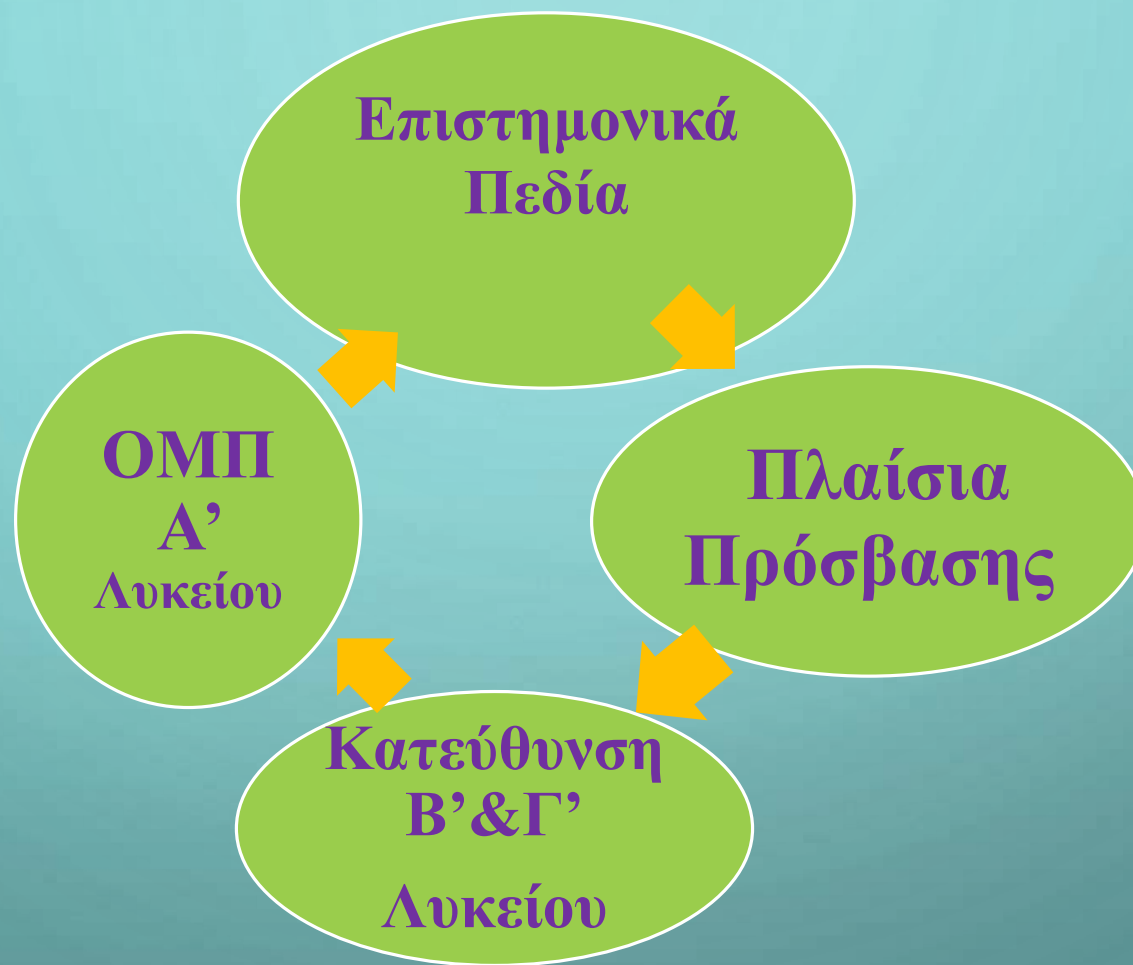 Επιστημονικά
Πεδία
Πλαίσια
Πρόσβασης
Κατεύθυνση
Β’&Γ’
Λυκείου
ΟΜΠ
Α’
Λυκείου